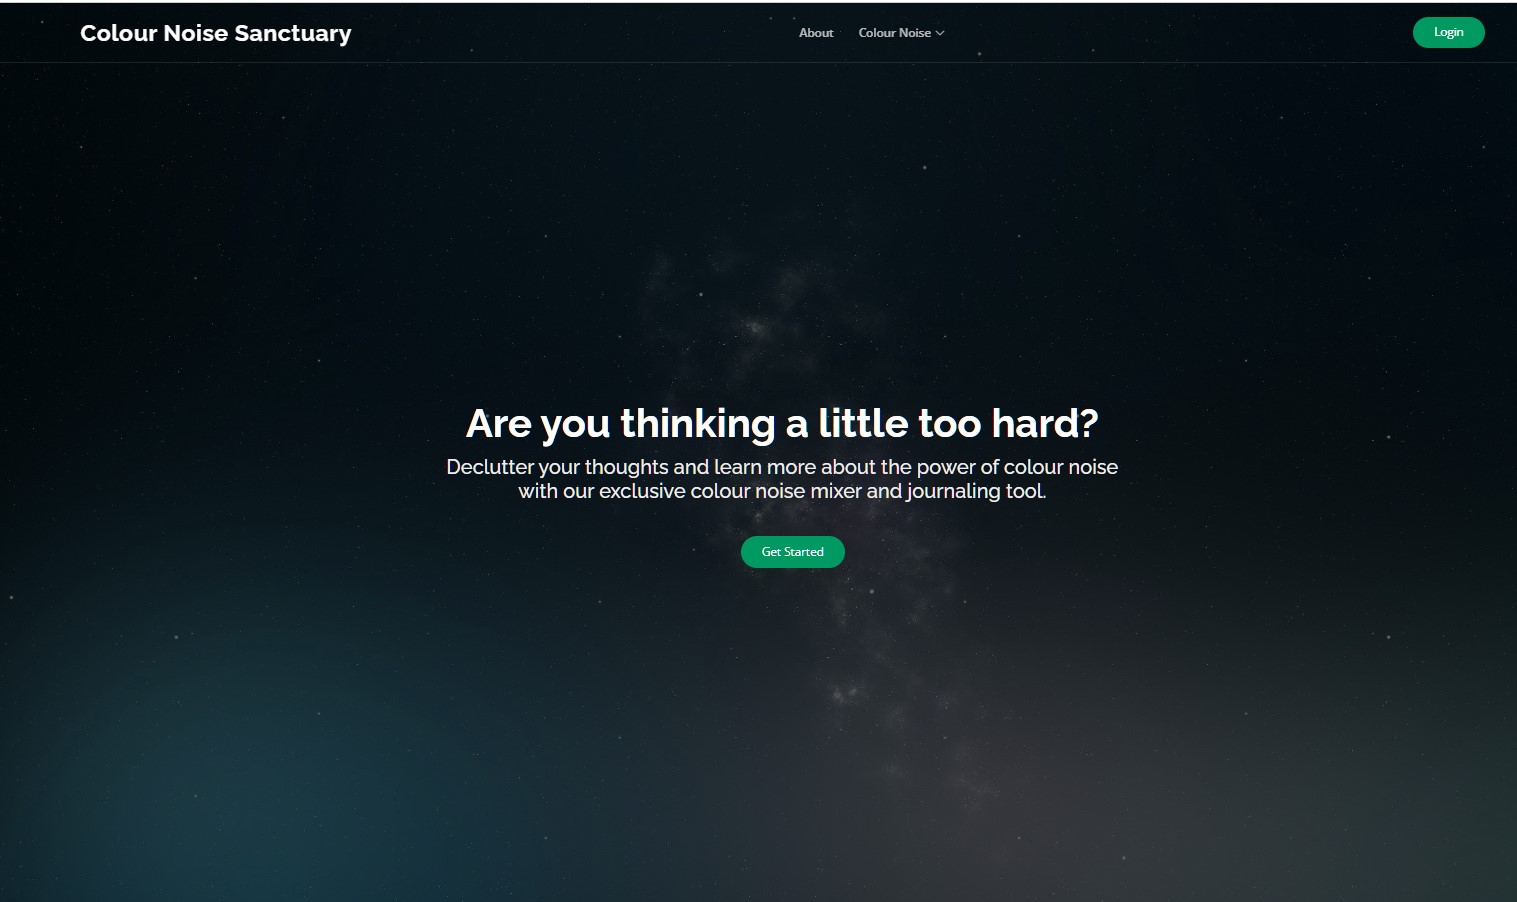 Colour Noise Sanctuary
About
Colour Noise
Login
Are you thinking a little too hard?
Declutter your thoughts and learn more about the power of colour noise
with our exclusive colour noise mixer and journaling tool.
Get Started